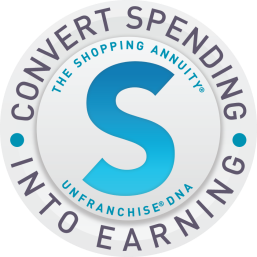 CONVERT SPENDING
THE SHOPPING ANNUITY®
S
UNFRANCHISE® DNA
• INTO EARNING •